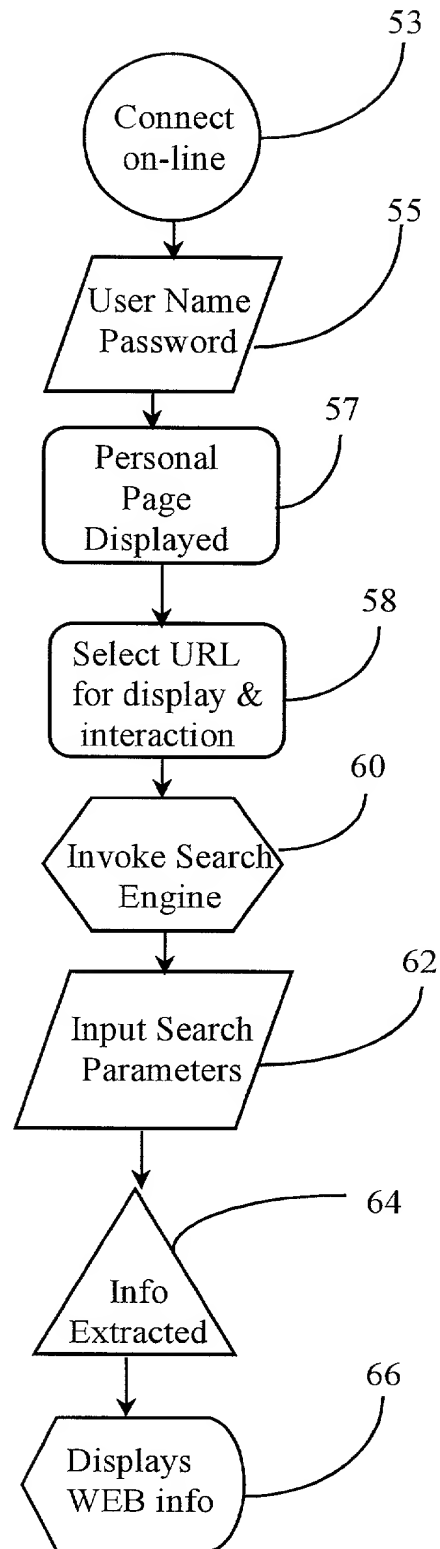 53
Connect
on-line
55
User Name
Password
57
Personal
Page
Displayed
58
Select URL
for display &
interaction
60
Invoke Search
Engine
62
Input Search
Parameters
64
Info
Extracted
66
Displays
WEB info